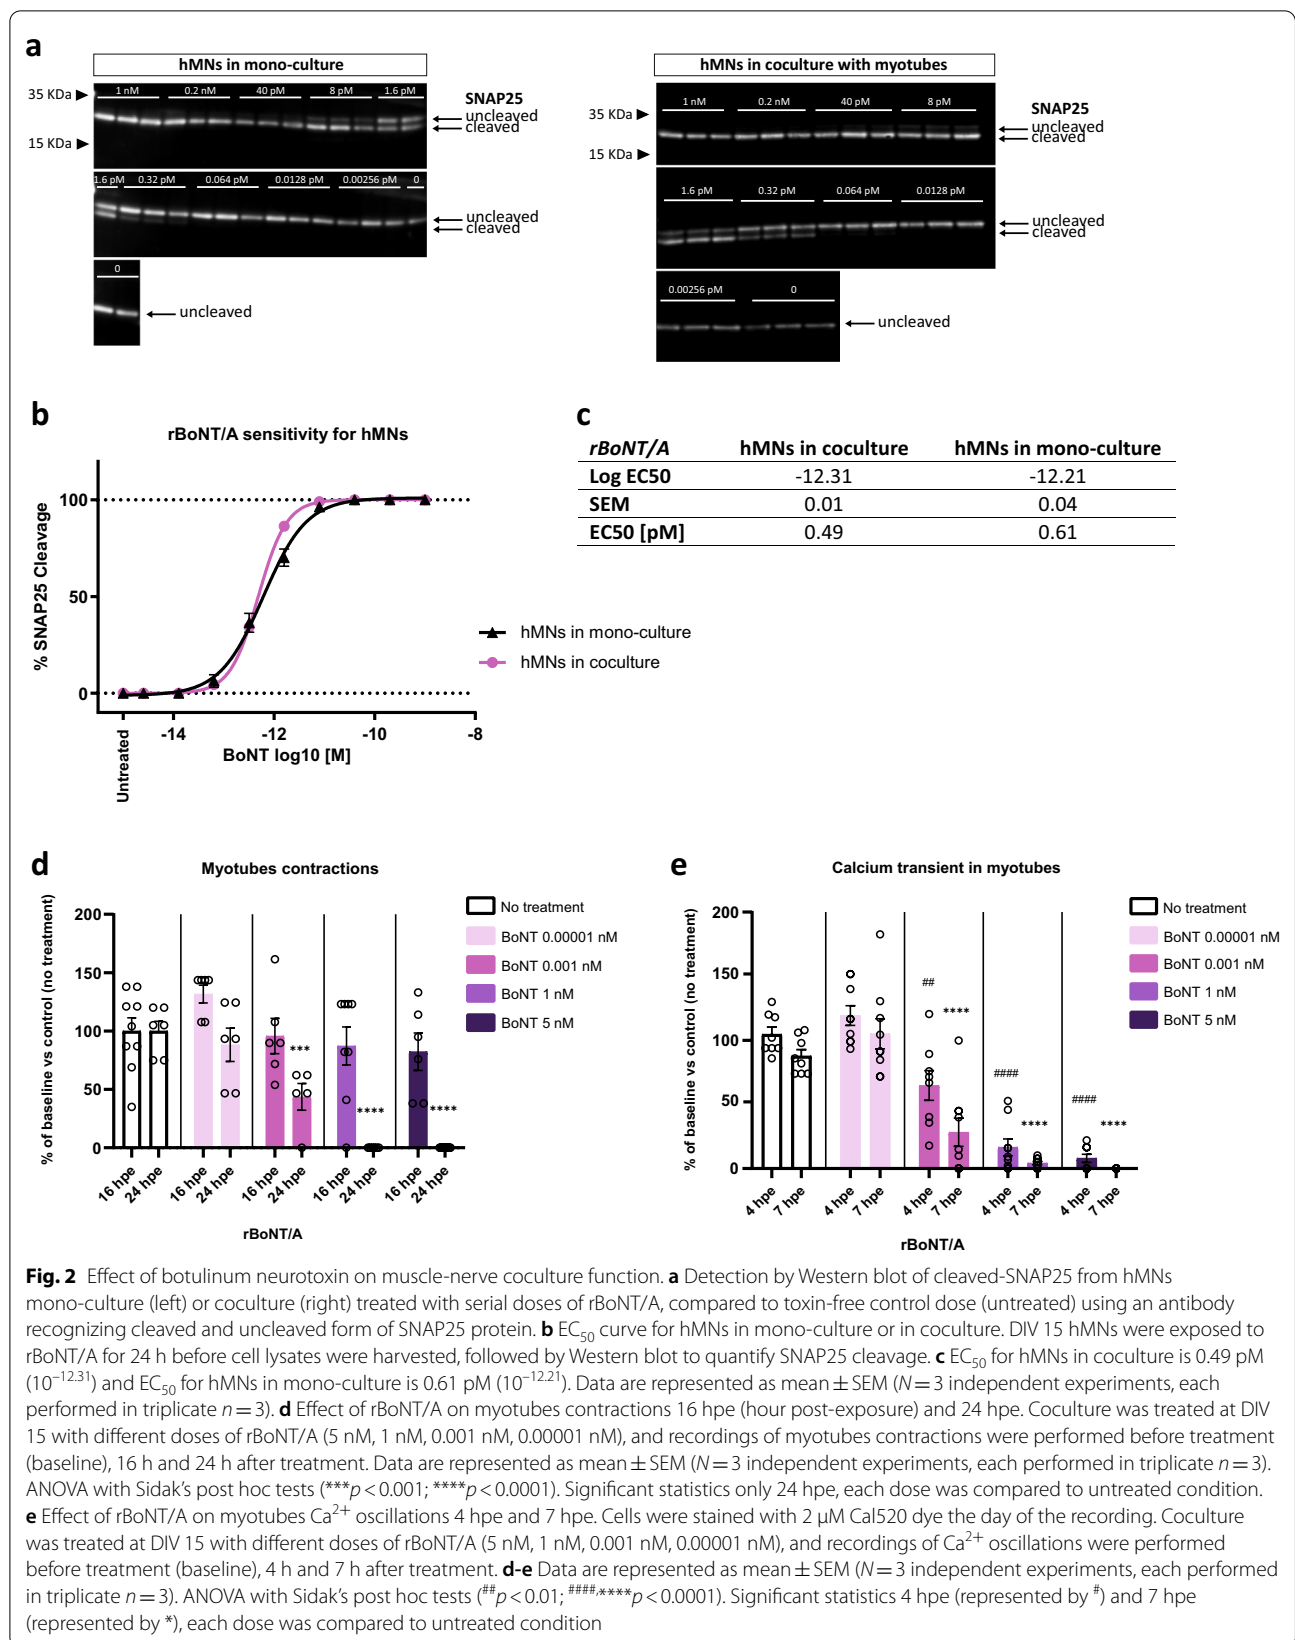 a
hMNs in mono-culture
35 KDa
1 nM 0.2 nM 40 pM 8 pM 1.6 pM
SNAP25
uncleaved
cleaved
15 KDa
1.6 pM 0.32 pM 0.064 pM 0.0128 pM 0.00256 pM 0
uncleaved
cleaved
0
uncleaved
hMNs in coculture with myotubes
35 KDa
1 nM 0.2 nM 40 pM 8 pM
SNAP25
uncleaved
cleaved
15 KDa
1.6 pM 0.32 pM 0.064 pM 0.0128 pM
uncleaved
cleaved
0.00256 pM 0
uncleaved
b
rBoNT/A sensitivity for hMNs
% SNAP25 Cleavage
100
50
0
Untreated -14 -12 -10 -8
BoNT log10 [M]
hMNs in mono-culture
hMNs in coculture
c
rBoNT/A hMNs in coculture hMNs in mono-culture
Log EC50 -12.31 -12.21
SEM 0.01 0.04
EC50 [pM] 0.49 0.61
d
Myotubes contractions
% of baseline vs control (no treatment)
200
150
100
50
0
*** **** ****
16 hpe 24 hpe 16 hpe 24 hpe 16 hpe 24 hpe 16 hpe 24 hpe 16 hpe 24 hpe
rBoNT/A
No treatment
BoNT 0.00001 nM
BoNT 0.001 nM
BoNT 1 nM
BoNT 5 nM
e
Calcium transient in myotubes
% of baseline vs control (no treatment)
200
150
100
50
0
## **** #### **** #### ****
4 hpe 7 hpe 4 hpe 7 hpe 4 hpe 7 hpe 4 hpe 7 hpe 4 hpe 7 hpe
rBoNT/A
No treatment
BoNT 0.00001 nM
BoNT 0.001 nM
BoNT 1 nM
BoNT 5 nM
Fig. 2 Effect of botulinum neurotoxin on muscle-nerve coculture function. a Detection by Western blot of cleaved-SNAP25 from hMNs
mono-culture (left) or coculture (right) treated with serial doses of rBoNT/A, compared to toxin-free control dose (untreated) using an antibody
recognizing cleaved and uncleaved form of SNAP25 protein. b EC50 curve for hMNs in mono-culture or in coculture. DIV 15 hMNs were exposed to
rBoNT/A for 24 h before cell lysates were harvested, followed by Western blot to quantify SNAP25 cleavage. c EC50 for hMNs in coculture is 0.49 pM
(10−12.31) and EC50 for hMNs in mono-culture is 0.61 pM (10−12.21). Data are represented as mean ± SEM (N = 3 independent experiments, each
performed in triplicate n = 3). d Effect of rBoNT/A on myotubes contractions 16 hpe (hour post-exposure) and 24 hpe. Coculture was treated at DIV
15 with different doses of rBoNT/A (5 nM, 1 nM, 0.001 nM, 0.00001 nM), and recordings of myotubes contractions were performed before treatment
(baseline), 16 h and 24 h after treatment. Data are represented as mean ± SEM (N = 3 independent experiments, each performed in triplicate n = 3).
ANOVA with Sidak's post hoc tests (***p < 0.001; ****p < 0.0001). Significant statistics only 24 hpe, each dose was compared to untreated condition.
e Effect of rBoNT/A on myotubes Ca2+ oscillations 4 hpe and 7 hpe. Cells were stained with 2 µM Cal520 dye the day of the recording. Coculture
was treated at DIV 15 with different doses of rBoNT/A (5 nM, 1 nM, 0.001 nM, 0.00001 nM), and recordings of Ca2+ oscillations were performed
before treatment (baseline), 4 h and 7 h after treatment. d-e Data are represented as mean ± SEM (N = 3 independent experiments, each performed
in triplicate n = 3). ANOVA with Sidak's post hoc tests (##p < 0.01; ####,****p < 0.0001). Significant statistics 4 hpe (represented by #) and 7 hpe
(represented by *), each dose was compared to untreated condition